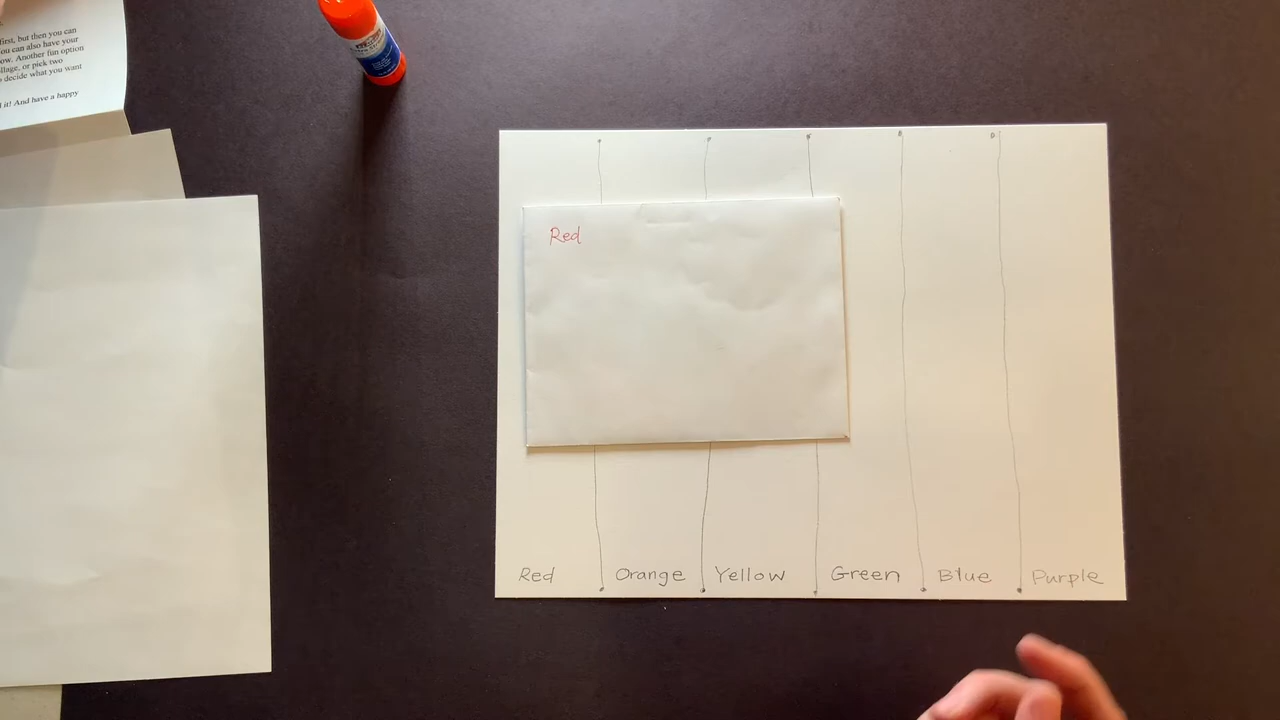 first, but then you can
ou can also have your
ow. Another fun option
llage, or pick two
decide what you want
it! And have a happy
Red
Red Orange Yellow Green Blue Purple